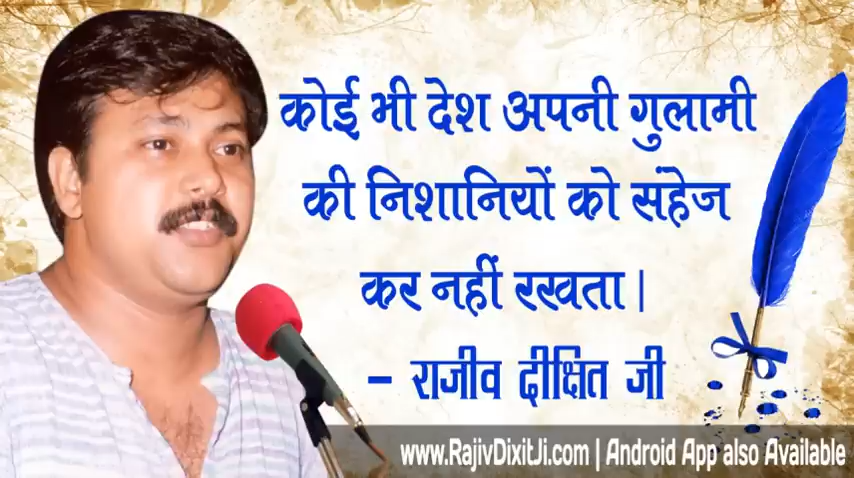 कोई भी देश अपनी गुलामी
की निशानियों को संहेज
कर नहीं रखता|
– राजीव दीक्षित जी
www.RajivDixitJi.com | Android App also Available